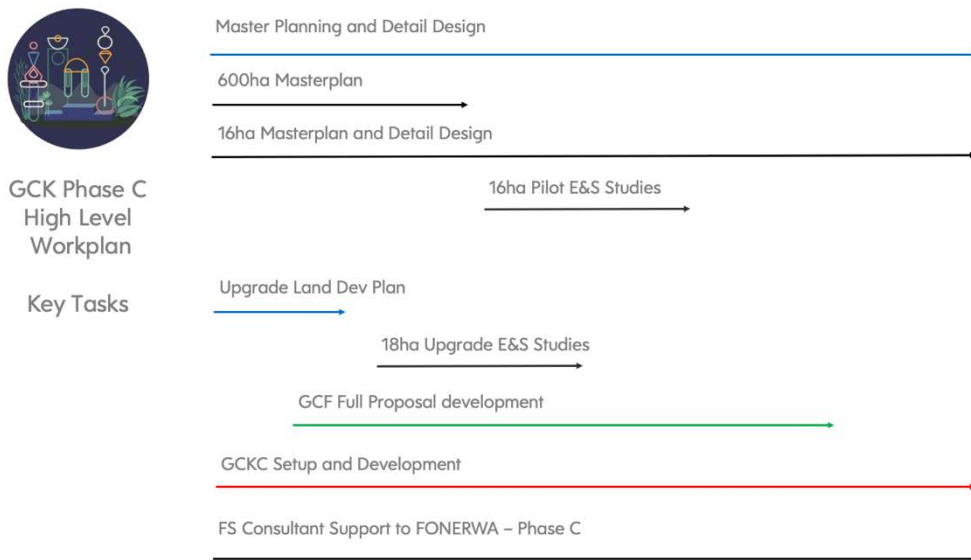 Master Planning and Detail Design
600ha Masterplan
16ha Masterplan and Detail Design
GCK Phase C
High Level
Workplan
16ha Pilot E&S Studies
Key Tasks
Upgrade Land Dev Plan
18ha Upgrade E&S Studies
GCF Full Proposal development
GCKC Setup and Development
FS Consultant Support to FONERWA – Phase C